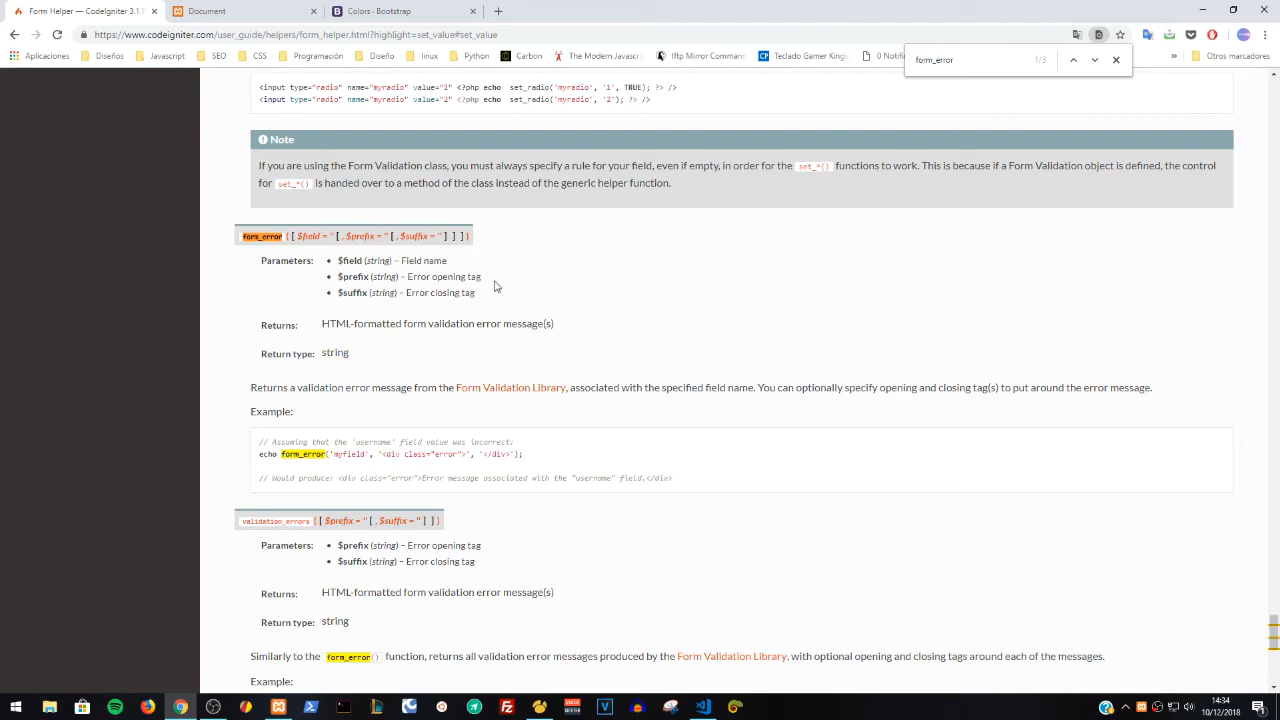 Form Helper — CodeIgniter 3.1.9
Document
Colors · Bootstrap
https://www.codeigniter.com/user_guide/helpers/form_helper.html?highlight=set_value#set_value
Aplicaciones
Diseños
Javascript
SEO
CSS
Programación
Diseño
linux
Python
Carbon
The Modern Javascri
lftp Mirror Comman
Teclado Gamer King
0 Notifi
Otros marcadores
form_error
1/3
<input type="radio" name="myradio" value="1" <?php echo  set_radio('myradio', '1', TRUE); ?> />
<input type="radio" name="myradio" value="2" <?php echo  set_radio('myradio', '2'); ?> />
Note
If you are using the Form Validation class, you must always specify a rule for your field, even if empty, in order for the set_*() functions to work. This is because if a Form Validation object is defined, the control
for set_*() is handed over to a method of the class instead of the generic helper function.
form_error([$field = ''[, $prefix = ''[, $suffix = '']]])
Parameters:
• $field (string) – Field name
• $prefix (string) – Error opening tag
• $suffix (string) – Error closing tag
Returns: HTML-formatted form validation error message(s)
Return type: string
Returns a validation error message from the Form Validation Library, associated with the specified field name. You can optionally specify opening and closing tag(s) to put around the error message.
Example:
// Assuming that the 'username' field value was incorrect:
echo form_error('myfield', '<div class="error">', '</div>');
// Would produce: <div class="error">Error message associated with the "username" field.</div>
validation_errors([$prefix = ''[, $suffix = '']])
Parameters:
• $prefix (string) – Error opening tag
• $suffix (string) – Error closing tag
Returns: HTML-formatted form validation error message(s)
Return type: string
Similarly to the form_error() function, returns all validation error messages produced by the Form Validation Library, with optional opening and closing tags around each of the messages.
Example:
14:34
10/12/2018